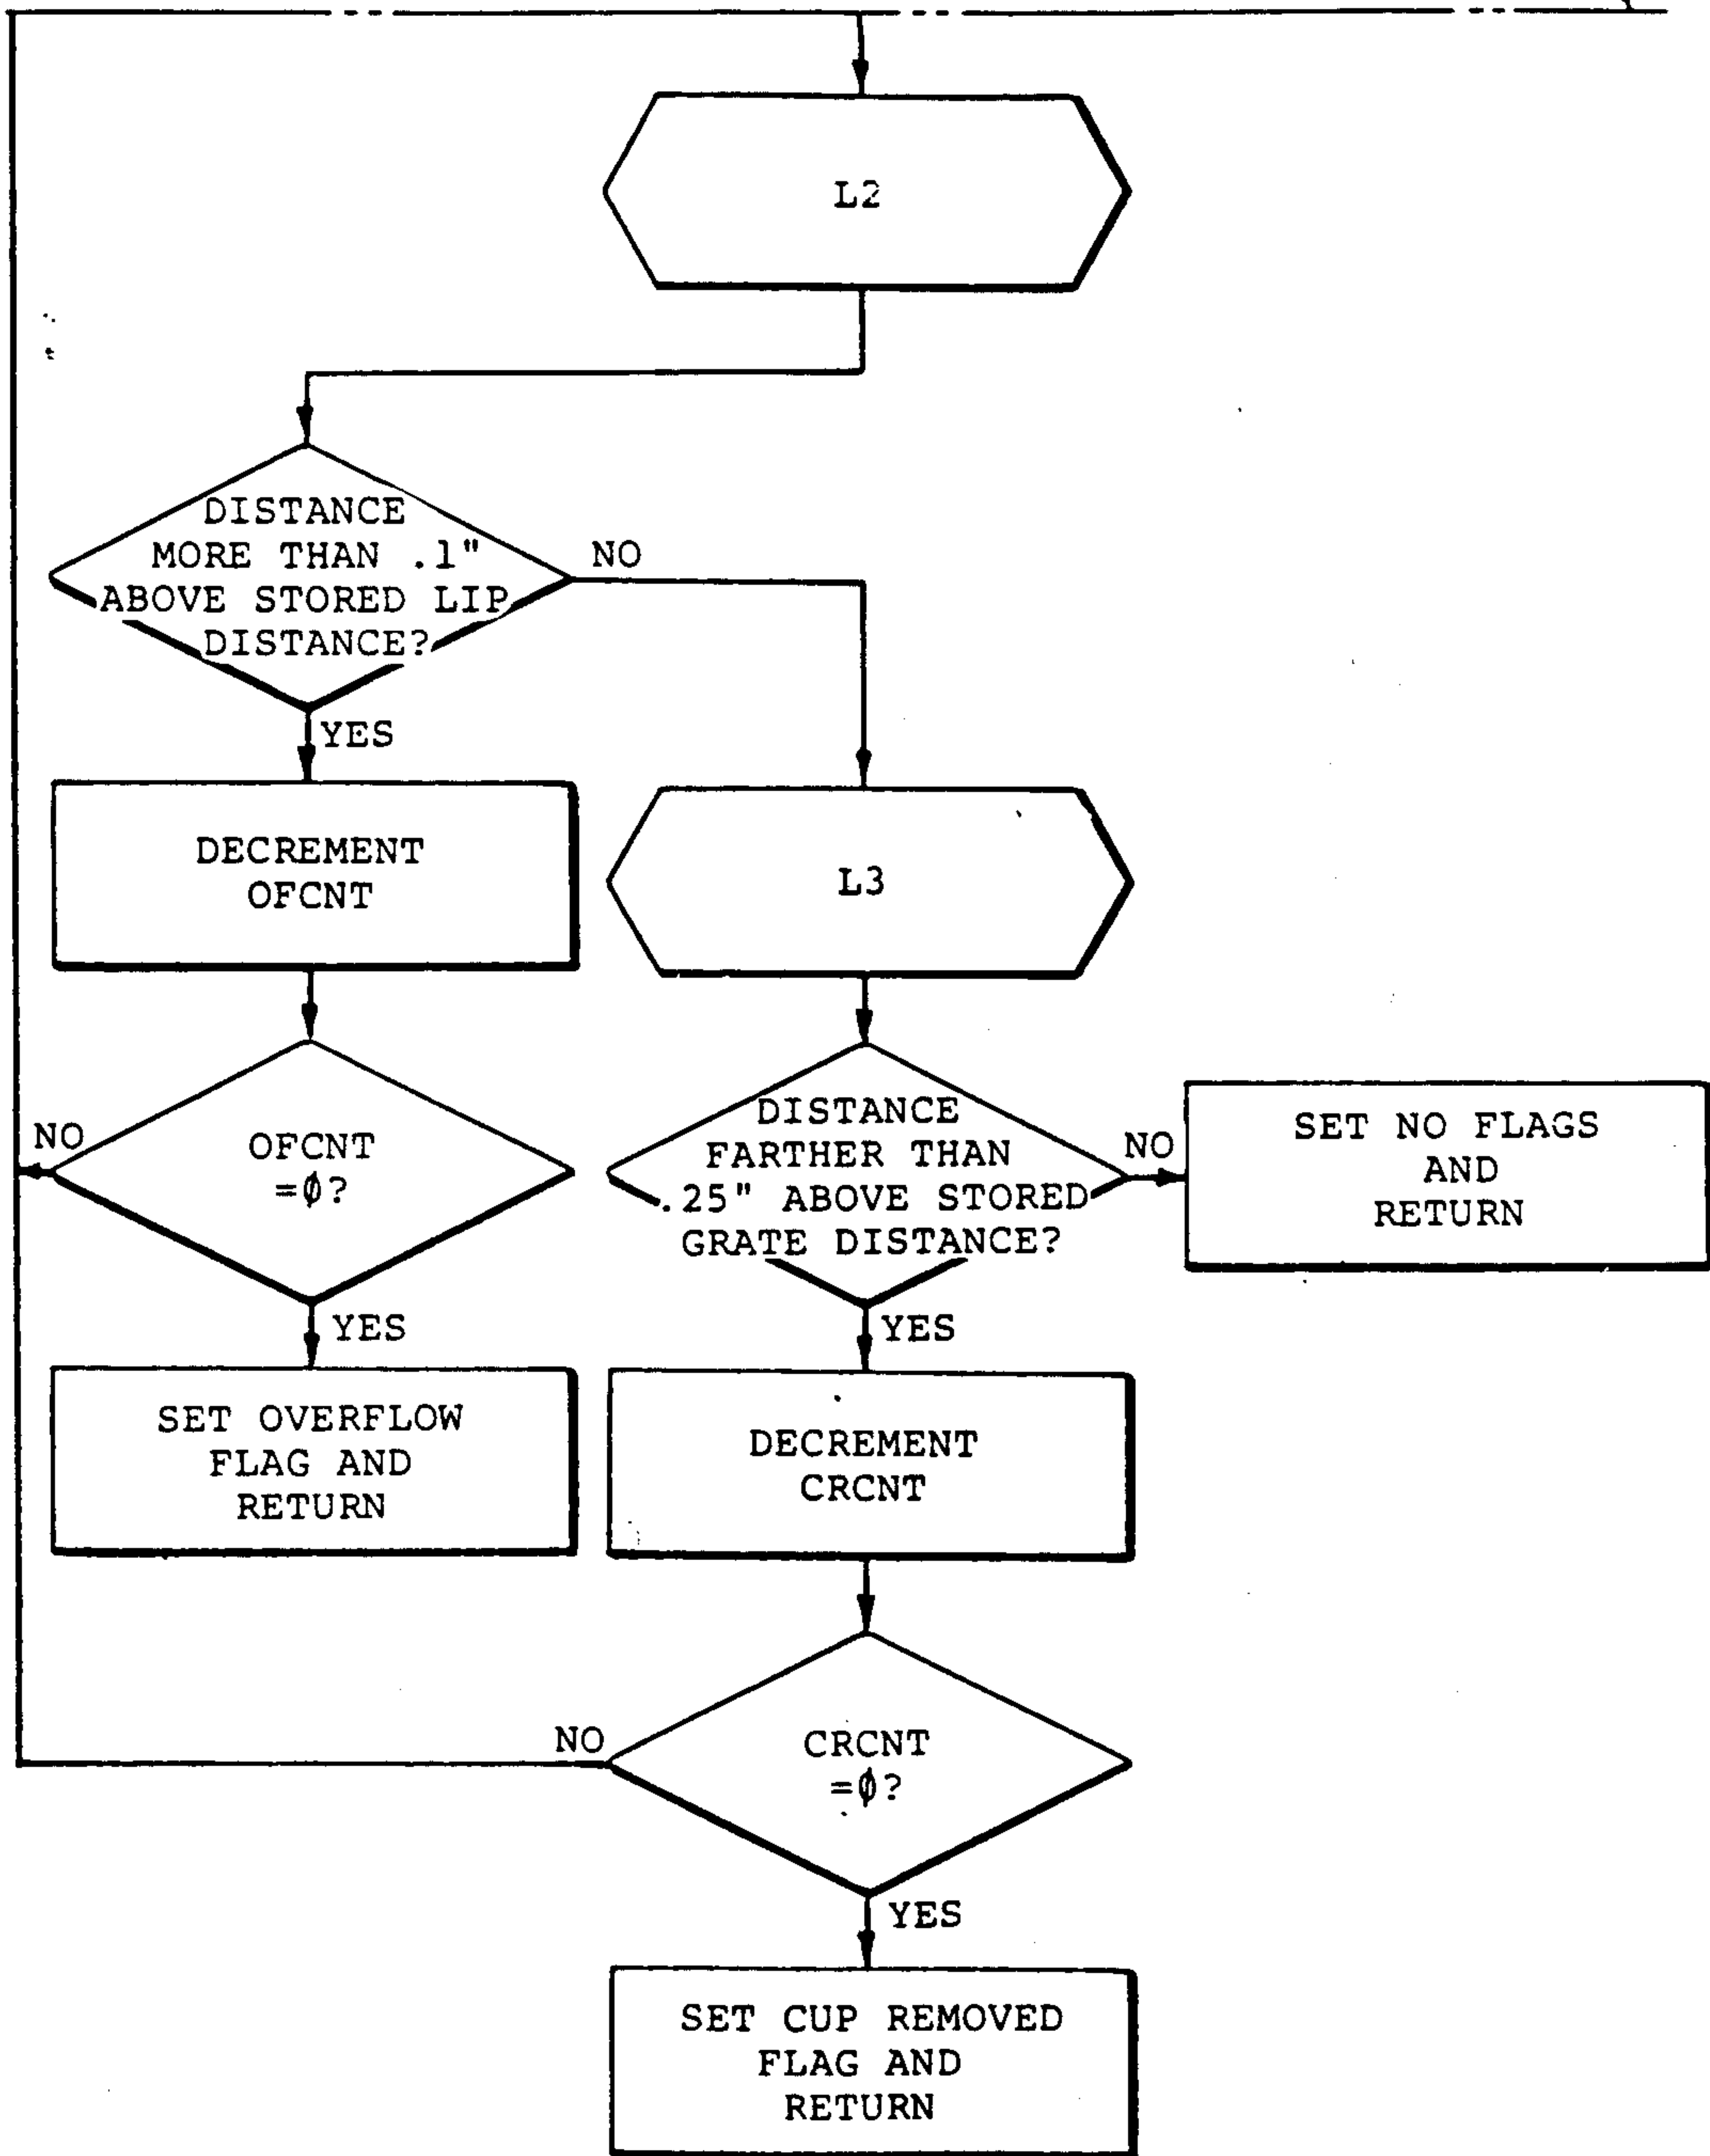 L2
DISTANCE
MORE THAN .1"
ABOVE STORED LIP
DISTANCE?
NO
YES
DECREMENT
OFCNT
L3
NO
OFCNT
=∅?
YES
DISTANCE
FARTHER THAN
.25" ABOVE STORED
GRATE DISTANCE?
NO
SET NO FLAGS
AND
RETURN
YES
SET OVERFLOW
FLAG AND
RETURN
DECREMENT
CRCNT
NO
CRCNT
=∅?
YES
SET CUP REMOVED
FLAG AND
RETURN